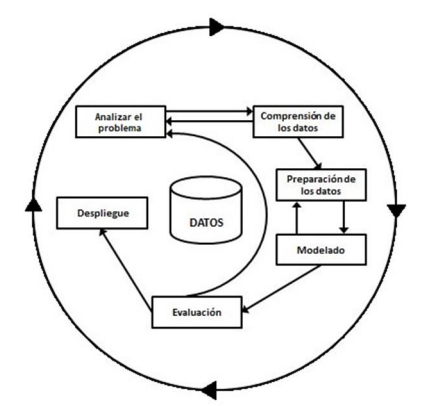 Analizar el
problema
Comprensión de
los datos
Preparación de
los datos
Despliegue
DATOS
Modelado
Evaluación